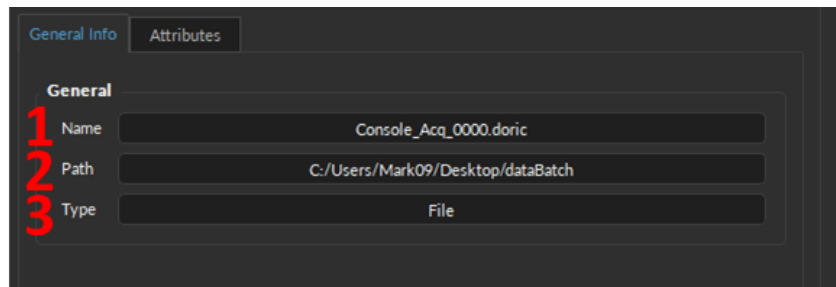 General Info Attributes
General
1 Name Console_Acq_0000.doric
2 Path C:/Users/Mark09/Desktop/dataBatch
3 Type File